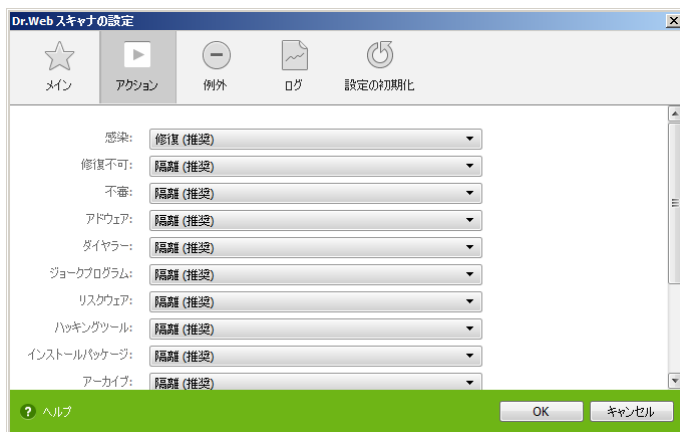 Dr.Web スキャナの設定
メイン
アクション
例外
ログ
設定の初期化
感染: 修復 (推奨)
修復不可: 隔離 (推奨)
不審: 隔離 (推奨)
アドウェア: 隔離 (推奨)
ダイヤラー: 隔離 (推奨)
ジョークプログラム: 隔離 (推奨)
リスクウェア: 隔離 (推奨)
ハッキングツール: 隔離 (推奨)
インストールパッケージ: 隔離 (推奨)
アーカイブ: 隔離 (推奨)
? ヘルプ
OK
キャンセル